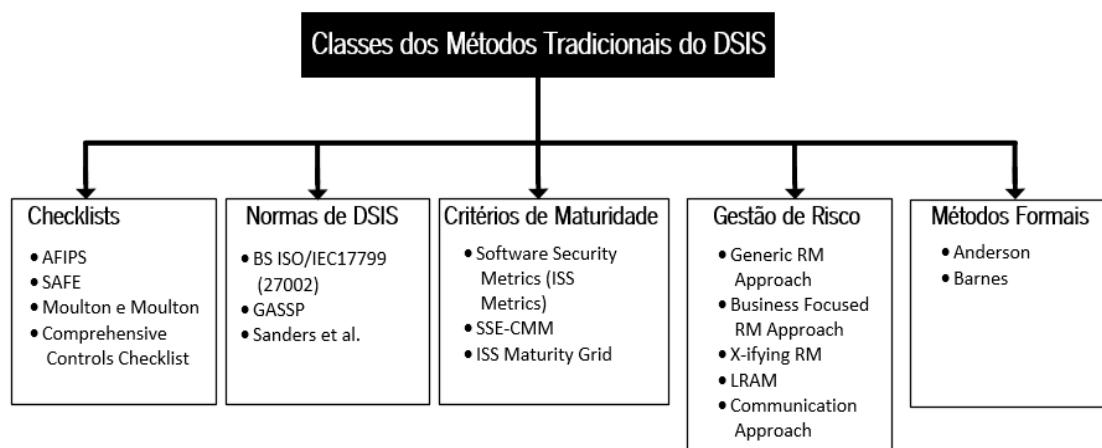 Classes dos Métodos Tradicionais do DSIS
Checklists
• AFIPS
• SAFE
• Moulton e Moulton
• Comprehensive
Controls Checklist
Normas de DSIS
• BS ISO/IEC17799
(27002)
• GASSP
• Sanders et al.
Critérios de Maturidade
• Software Security
Metrics (ISS
Metrics)
• SSE-CMM
• ISS Maturity Grid
Gestão de Risco
• Generic RM
Approach
• Business Focused
RM Approach
• X-ifying RM
• LRAM
• Communication
Approach
Métodos Formais
• Anderson
• Barnes